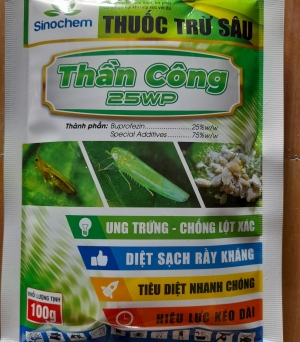 Sinochem
THUỐC TRỪ SÂU
Thần Công
25WP
Thành phần: Buprofezin 25%w/w
Special Additives 75%w/w
UNG TRỨNG - CHỐNG LỘT XÁC
DIỆT SẠCH RẦY KHÁNG
TIÊU DIỆT NHANH CHÓNG
KHỐI LƯỢNG TỊNH
100g
HIỆU LỰC KÉO DÀI